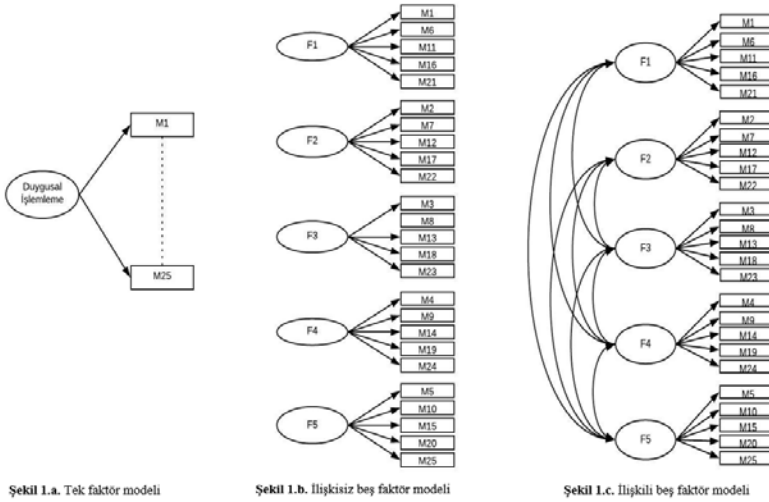 Duygusal
İşlemleme
M1
M25
Şekil 1.a. Tek faktör modeli
F1
M1
M6
M11
M16
M21
F2
M2
M7
M12
M17
M22
F3
M3
M8
M13
M18
M23
F4
M4
M9
M14
M19
M24
F5
M5
M10
M15
M20
M25
Şekil 1.b. İlişkisiz beş faktör modeli
F1
M1
M6
M11
M16
M21
F2
M2
M7
M12
M17
M22
F3
M3
M8
M13
M18
M23
F4
M4
M9
M14
M19
M24
F5
M5
M10
M15
M20
M25
Şekil 1.c. İlişkili beş faktör modeli